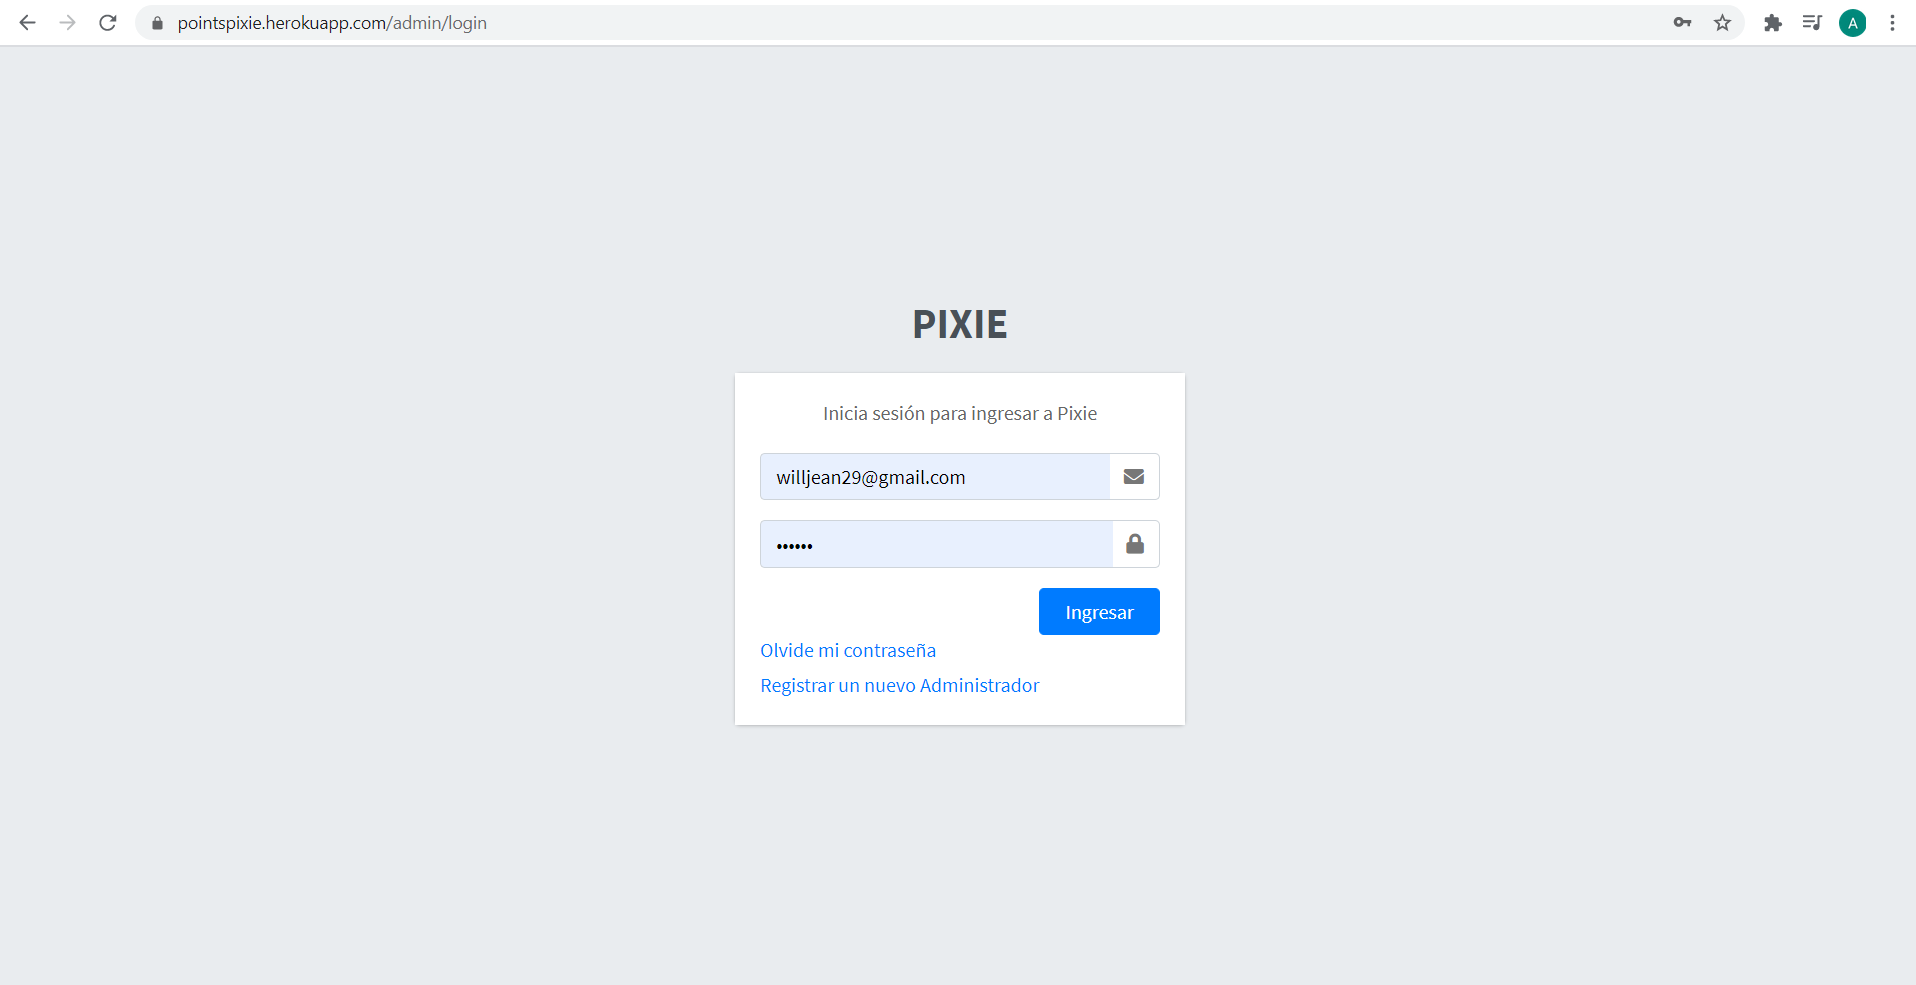 pointspixie.herokuapp.com/admin/login
A
PIXIE
Inicia sesión para ingresar a Pixie
willjean29@gmail.com
••••••
Ingresar
Olvide mi contraseña
Registrar un nuevo Administrador